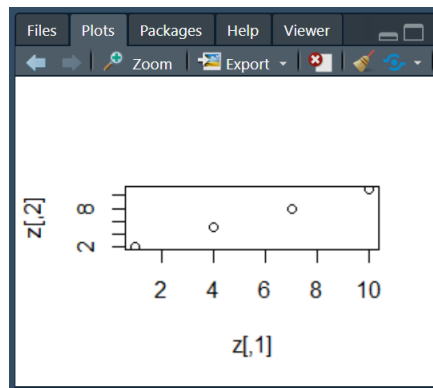 Files Plots Packages Help Viewer
Zoom Export
z[,2]
8
2
2 4 6 8 10
z[,1]